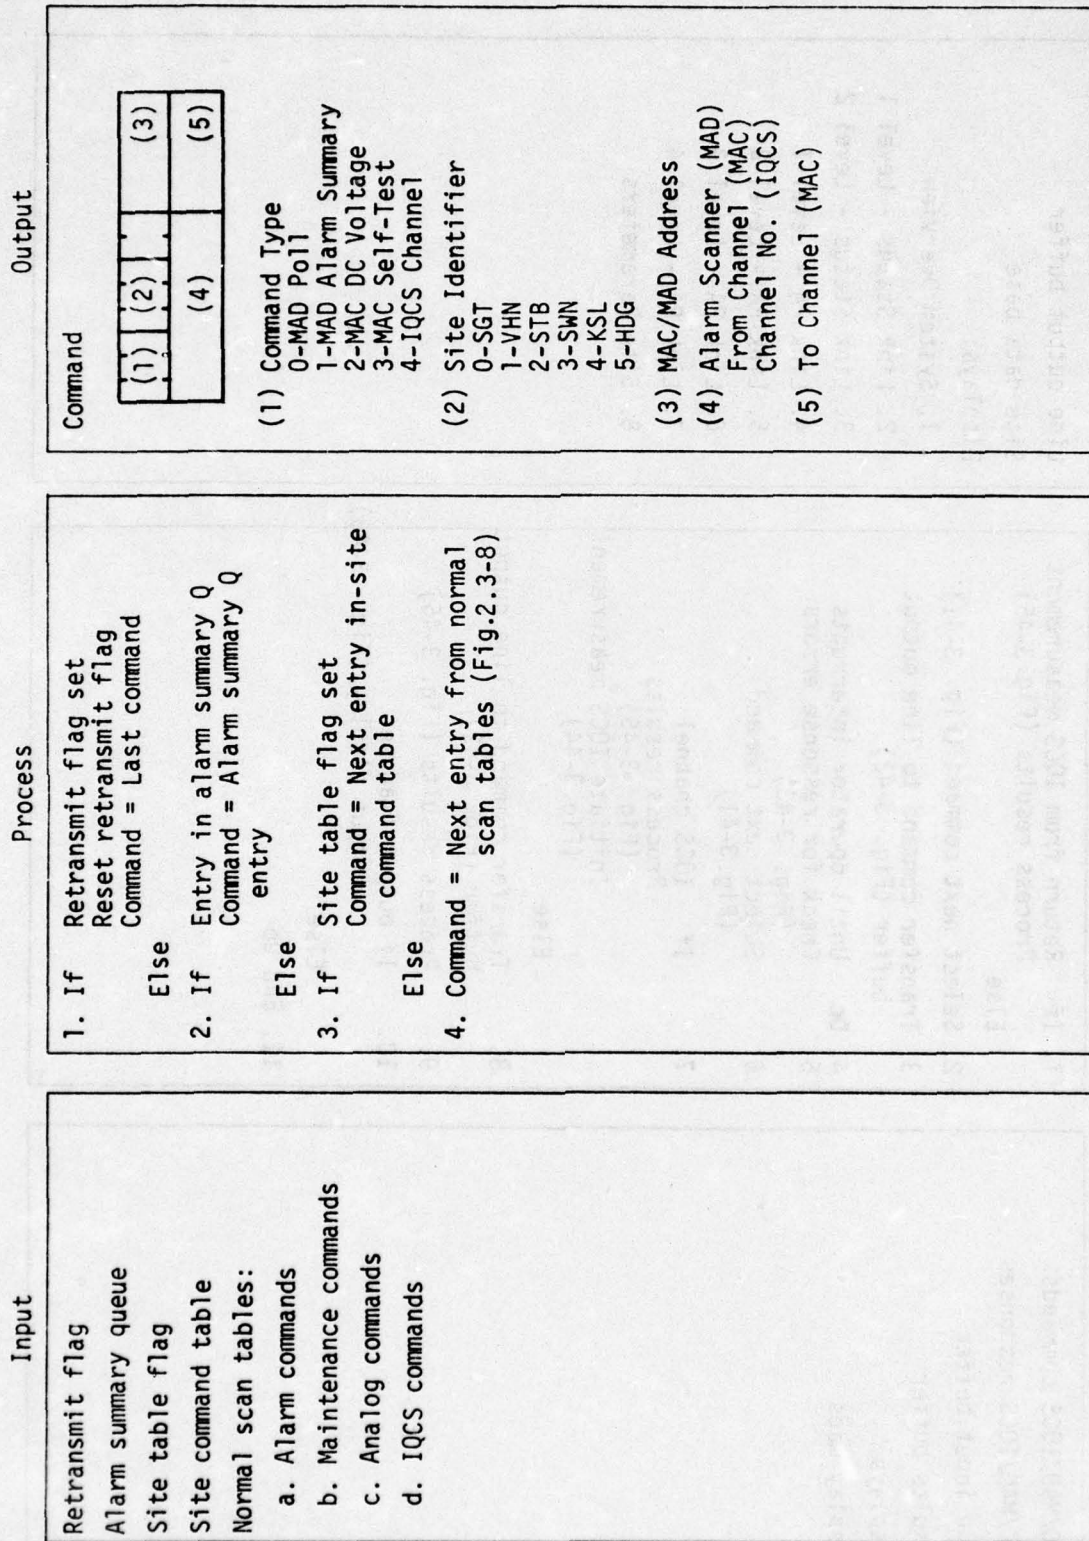 Input
Retransmit flag
Alarm summary queue
Site table flag
Site command table
Normal scan tables:
a. Alarm commands
b. Maintenance commands
c. Analog commands
d. IQCS commands
Process
1. If Retransmit flag set
Reset retransmit flag
Command = Last command
Else
2. If Entry in alarm summary Q
Command = Alarm summary Q
entry
Else
3. If Site table flag set
Command = Next entry in-site
command table
Else
4. Command = Next entry from normal
scan tables (Fig.2.3-8)
Output
Command
(1) (2) (3)
(4) (5)
(1) Command Type
0-MAD Poll
1-MAD Alarm Summary
2-MAC DC Voltage
3-MAC Self-Test
4-IQCS Channel
(2) Site Identifier
0-SGT
1-VHN
2-STB
3-SWN
4-KSL
5-HDG
(3) MAC/MAD Address
(4) Alarm Scanner (MAD)
From Channel (MAC)
Channel No. (IQCS)
(5) To Channel (MAC)